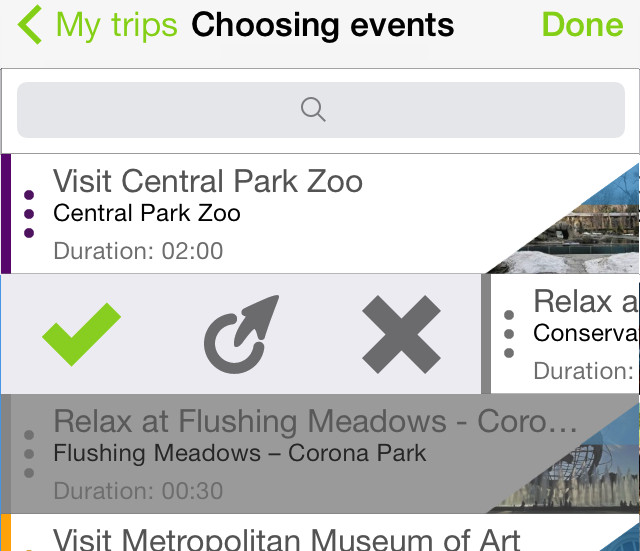 My trips Choosing events Done
Visit Central Park Zoo
Central Park Zoo
Duration: 02:00
Relax a
Conserva
Duration:
Relax at Flushing Meadows - Coro...
Flushing Meadows – Corona Park
Duration: 00:30
Visit Metropolitan Museum of Art